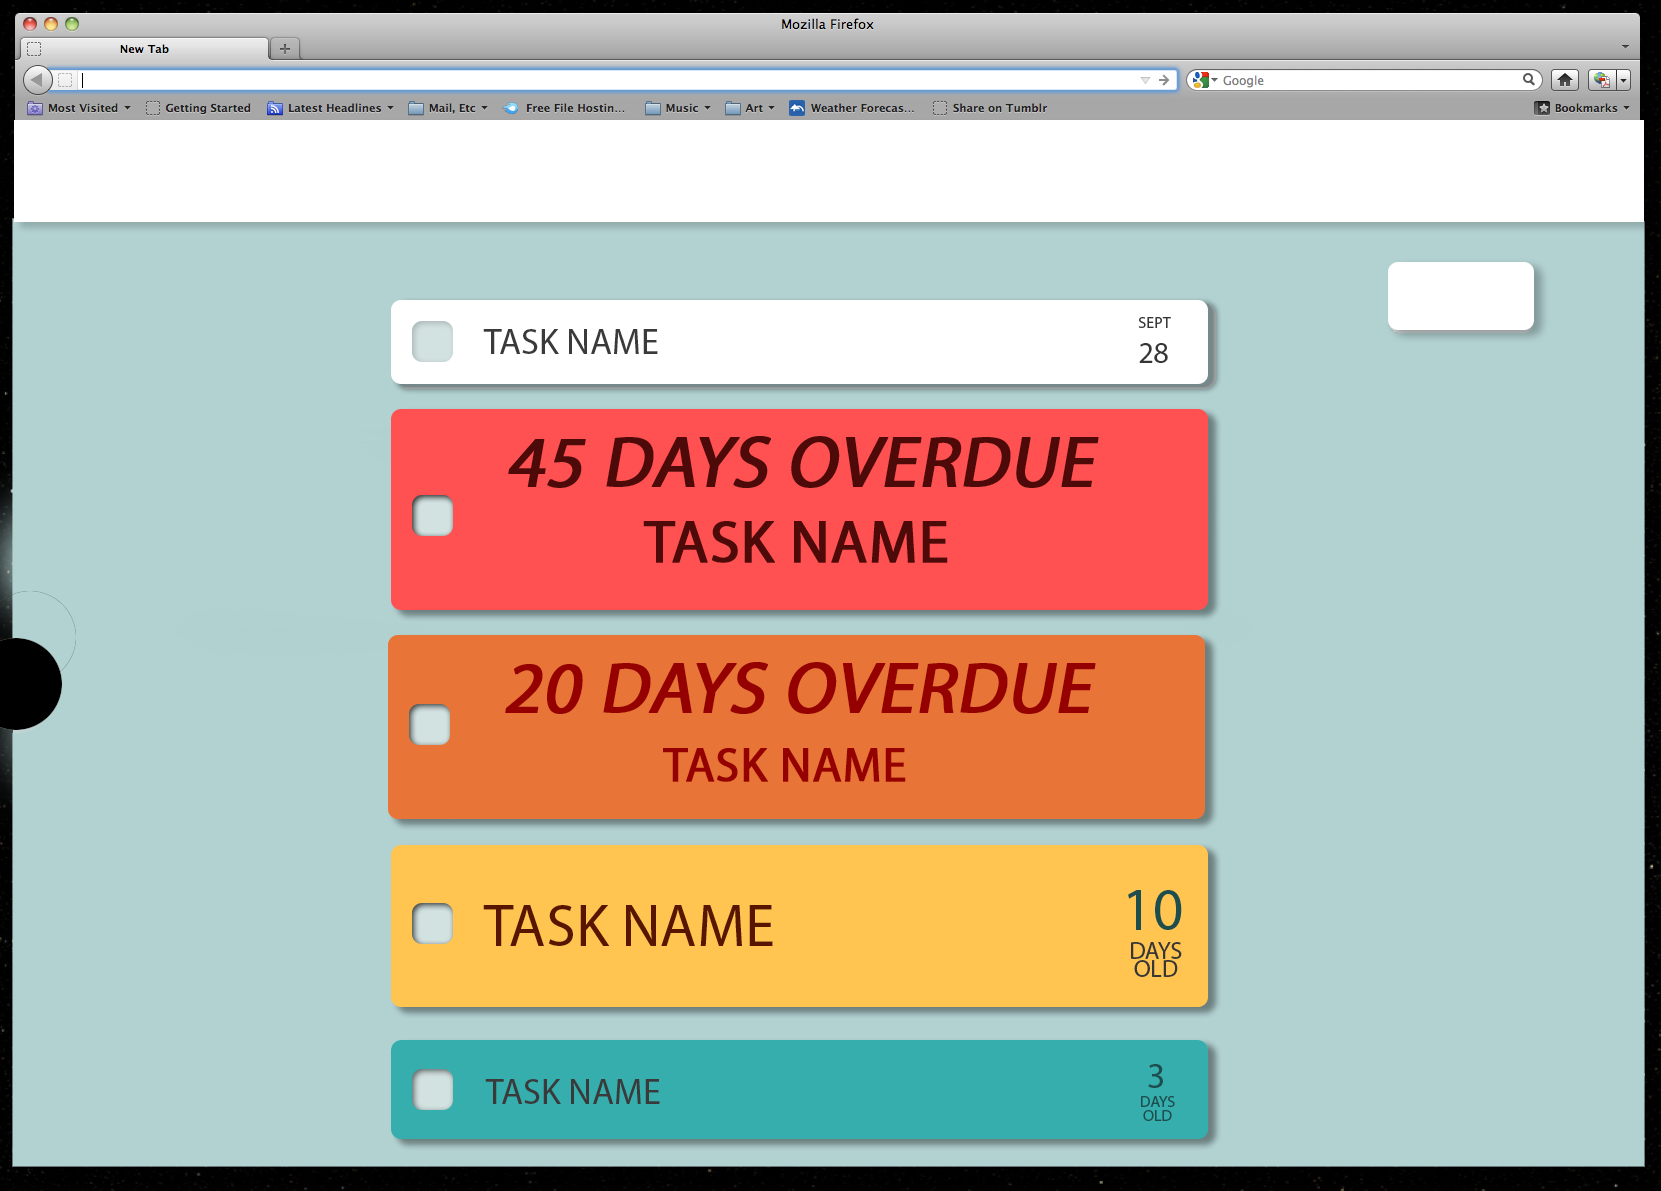 Mozilla Firefox
New Tab
Google
Most Visited
Getting Started
Latest Headlines
Mail, Etc
Free File Hostin...
Music
Art
Weather Forecas...
Share on Tumblr
Bookmarks
TASK NAME
SEPT
28
45 DAYS OVERDUE
TASK NAME
20 DAYS OVERDUE
TASK NAME
TASK NAME
10
DAYS
OLD
TASK NAME
3
DAYS
OLD